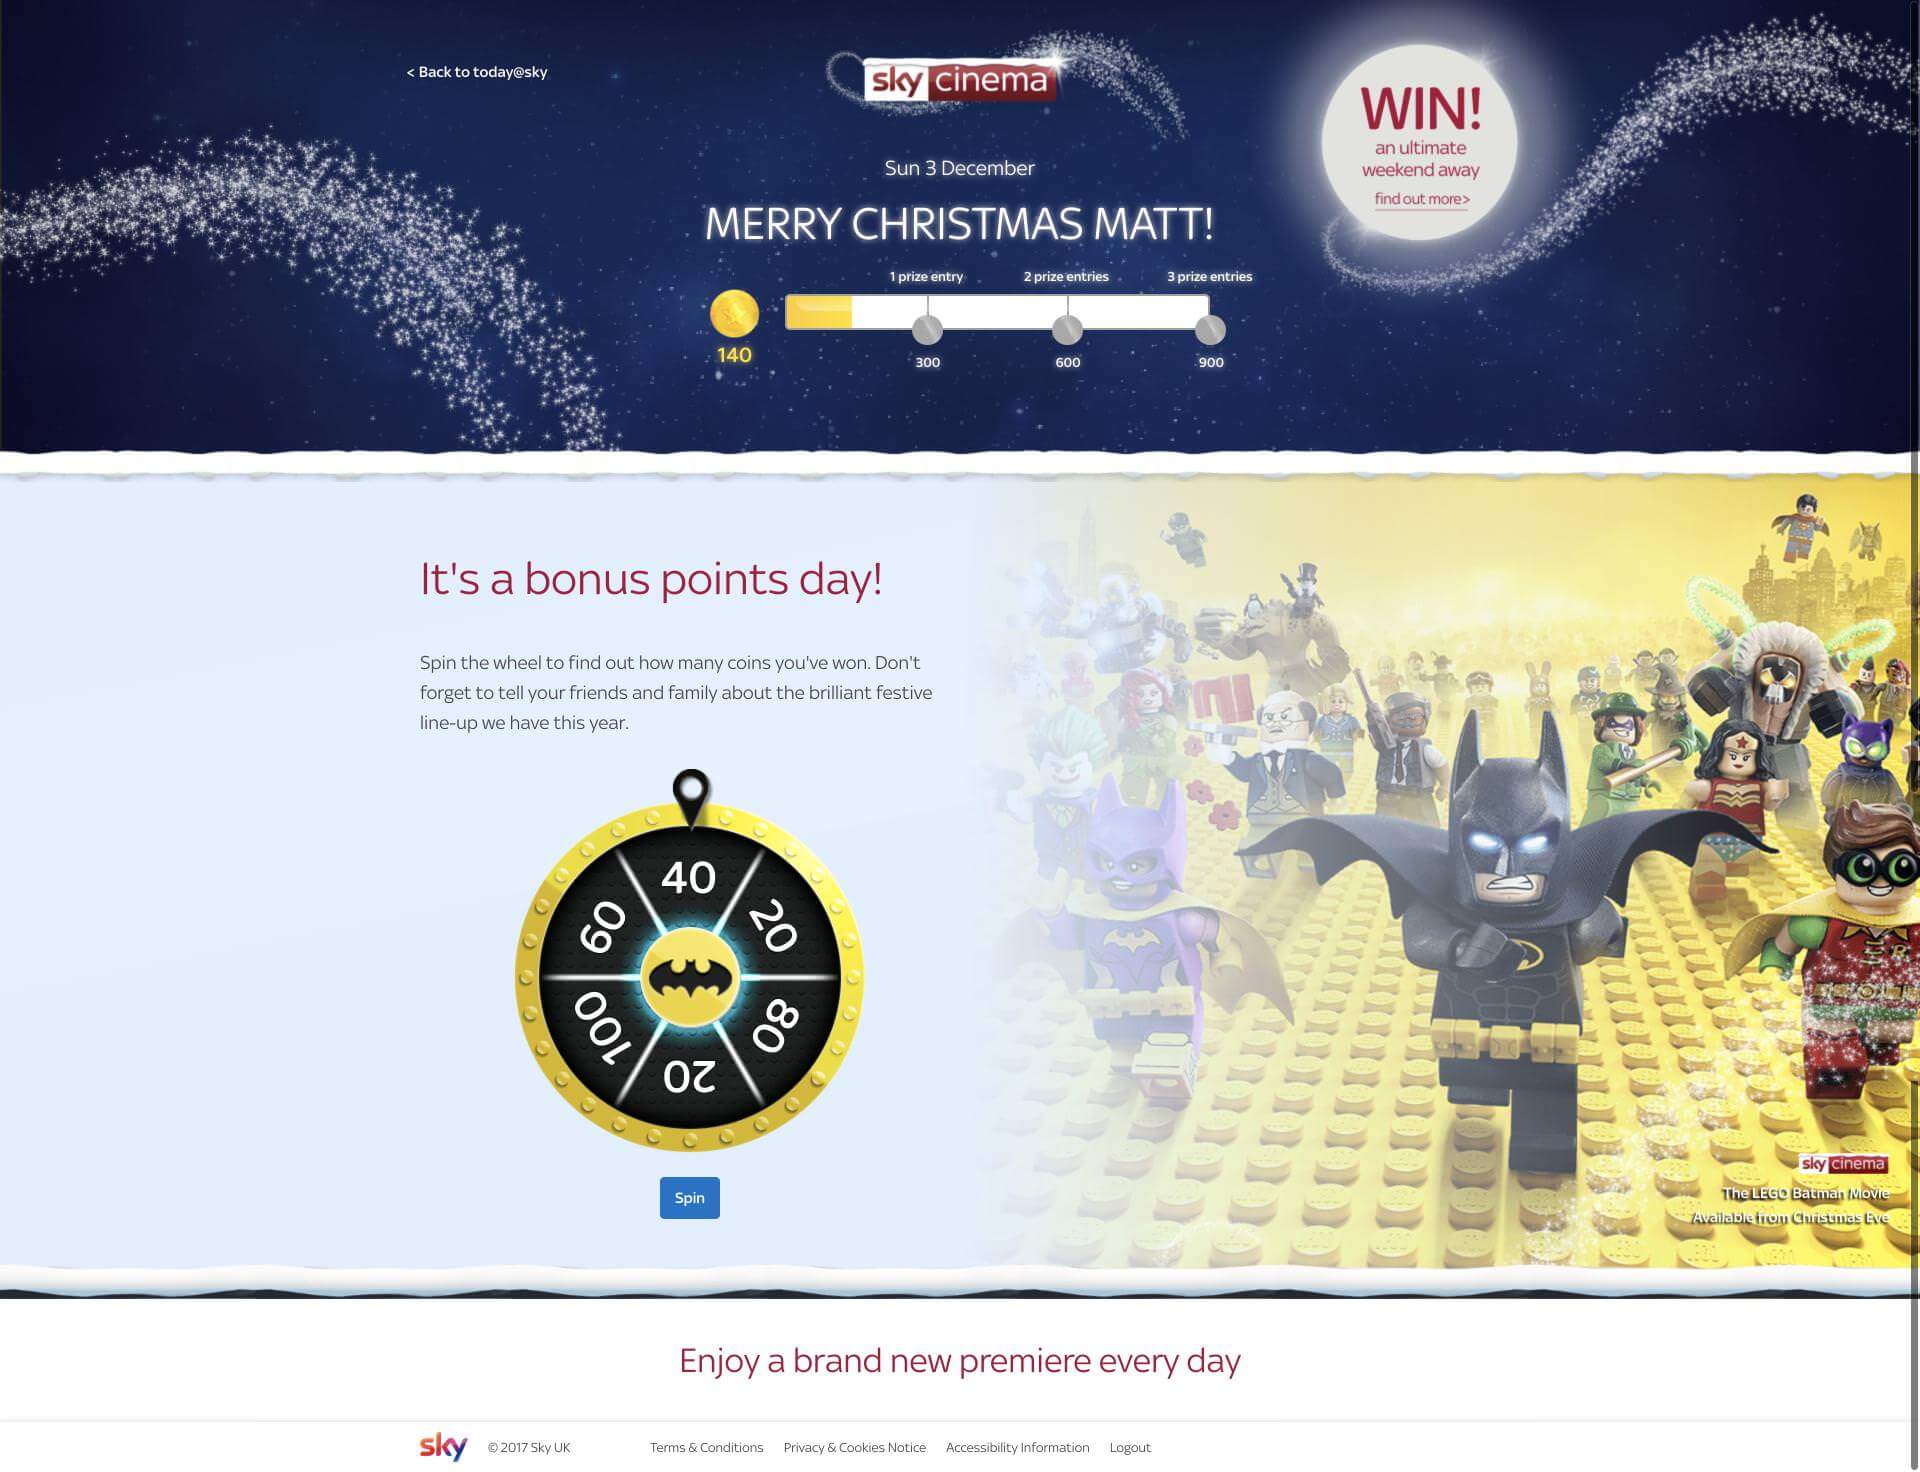 < Back to today@sky
sky cinema
WIN!
an ultimate
weekend away
find out more>
Sun 3 December
MERRY CHRISTMAS MATT!
1 prize entry
2 prize entries
3 prize entries
140
300
600
900
It's a bonus points day!
Spin the wheel to find out how many coins you've won. Don't
forget to tell your friends and family about the brilliant festive
line-up we have this year.
40
20
80
20
100
60
Spin
sky cinema
The LEGO Batman Movie
Available from Christmas Eve
Enjoy a brand new premiere every day
sky
© 2017 Sky UK
Terms & Conditions
Privacy & Cookies Notice
Accessibility Information
Logout